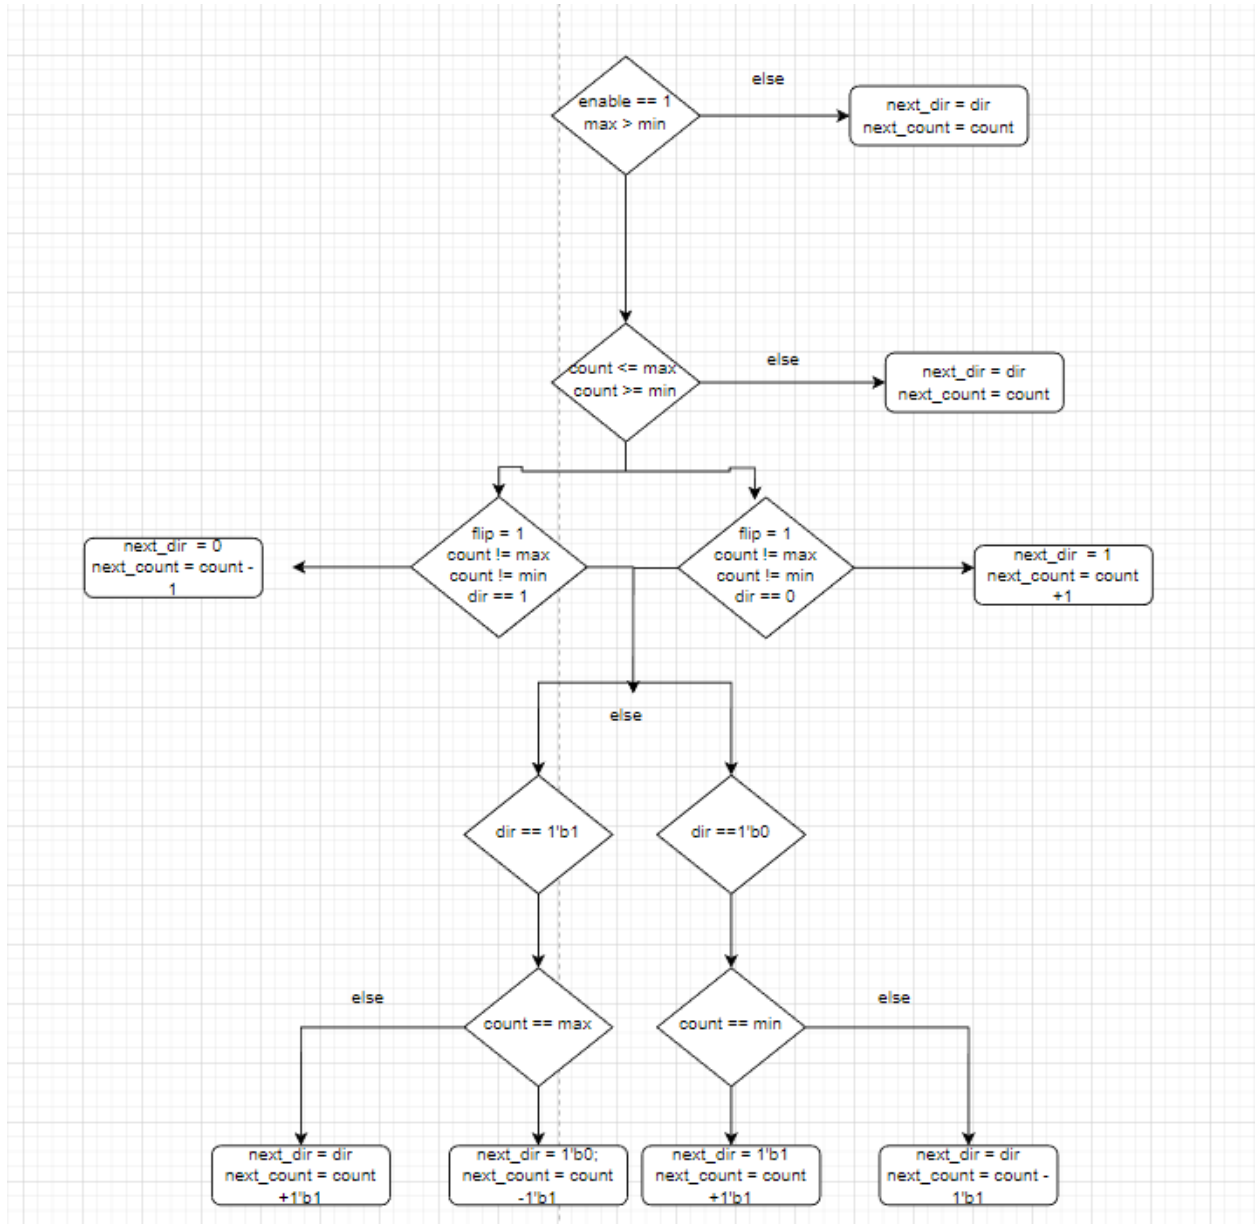 enable == 1
max > min
else
next_dir = dir
next_count = count
count <= max
count >= min
else
next_dir = dir
next_count = count
next_dir = 0
next_count = count -
1
flip = 1
count != max
count != min
dir == 1
flip = 1
count != max
count != min
dir == 0
next_dir = 1
next_count = count
+1
else
dir == 1'b1
dir ==1'b0
else
count == max
count == min
else
next_dir = dir
next_count = count
+1'b1
next_dir = 1'b0;
next_count = count
-1'b1
next_dir = 1'b1
next_count = count
+1'b1
next_dir = dir
next_count = count -
1'b1